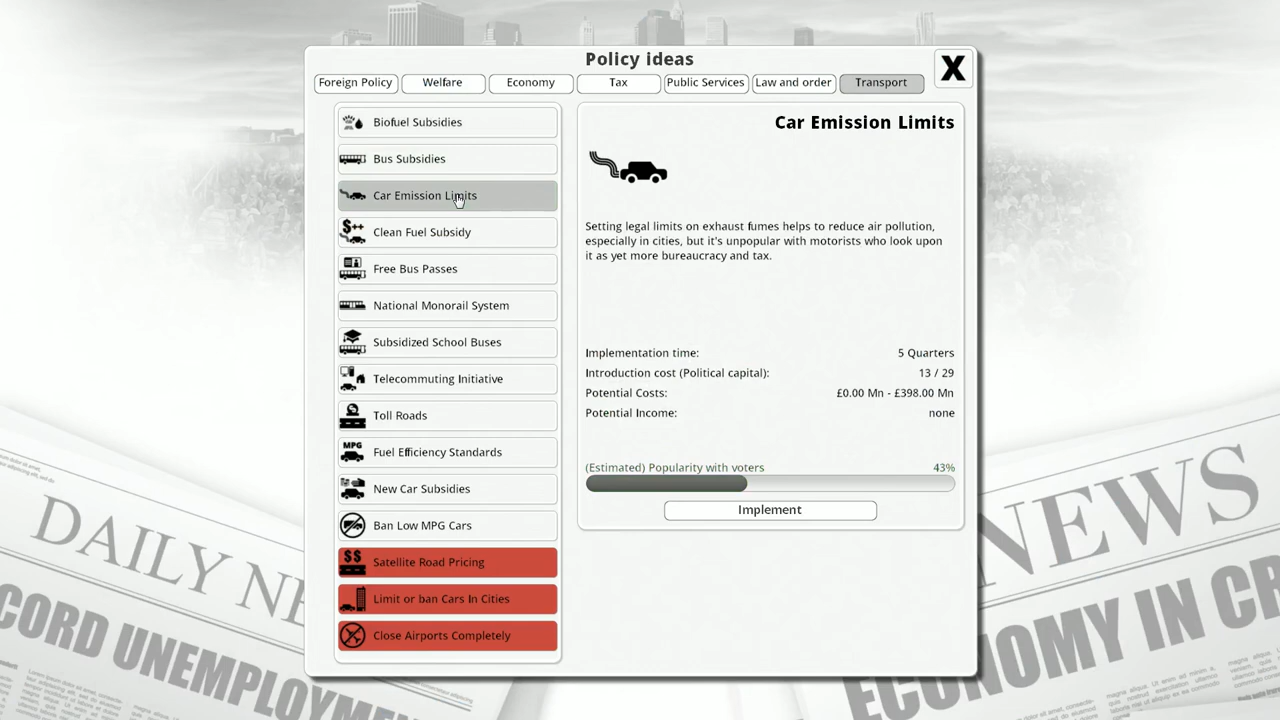 Policy ideas
X
Foreign Policy
Welfare
Economy
Tax
Public Services
Law and order
Transport
Biofuel Subsidies
Bus Subsidies
Car Emission Limits
$++
Clean Fuel Subsidy
Free Bus Passes
National Monorail System
Subsidized School Buses
Telecommuting Initiative
Toll Roads
MPG
Fuel Efficiency Standards
New Car Subsidies
Ban Low MPG Cars
$$
Satellite Road Pricing
Limit or ban Cars In Cities
Close Airports Completely
Car Emission Limits
Setting legal limits on exhaust fumes helps to reduce air pollution,
especially in cities, but it's unpopular with motorists who look upon
it as yet more bureaucracy and tax.
Implementation time: 5 Quarters
Introduction cost (Political capital): 13 / 29
Potential Costs: £0.00 Mn - £398.00 Mn
Potential Income: none
(Estimated) Popularity with voters 43%
Implement
DAILY NE
CORD UNEMPLOYM
NEWS
ECONOMY IN CR